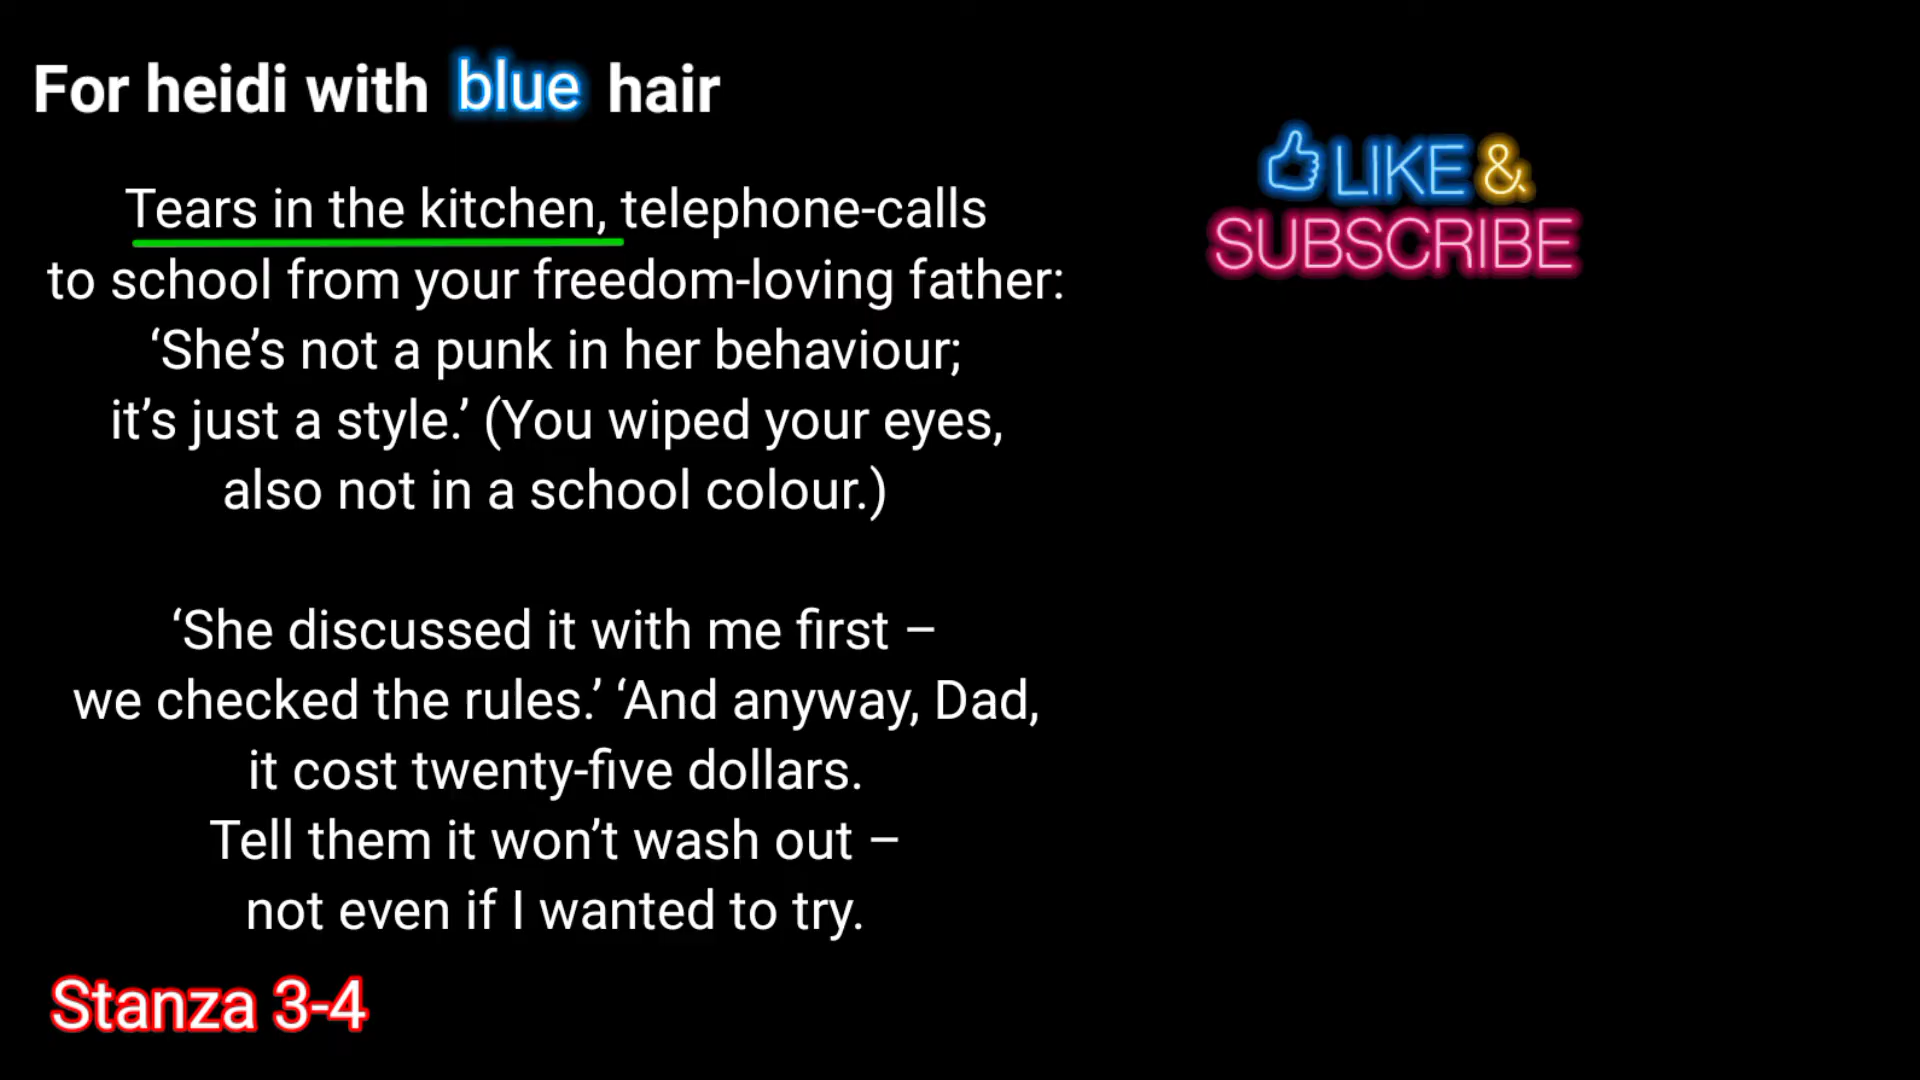 For heidi with blue hair
LIKE &
SUBSCRIBE
Tears in the kitchen, telephone-calls
to school from your freedom-loving father:
‘She’s not a punk in her behaviour;
it’s just a style.’ (You wiped your eyes,
also not in a school colour.)
‘She discussed it with me first –
we checked the rules.’ ‘And anyway, Dad,
it cost twenty-five dollars.
Tell them it won’t wash out –
not even if I wanted to try.
Stanza 3-4